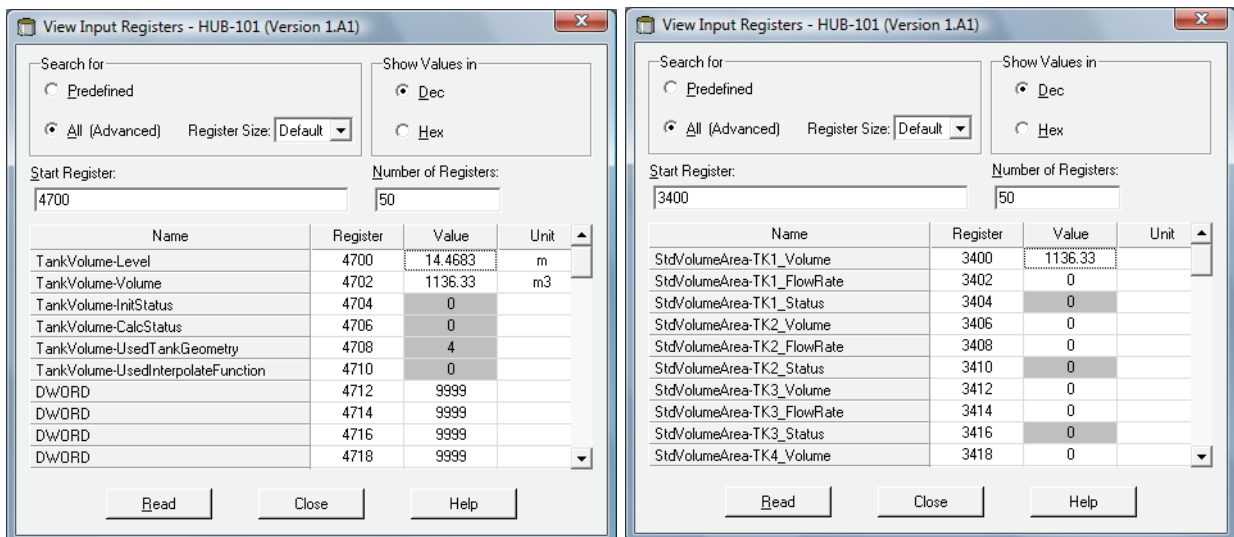 View Input Registers - HUB-101 (Version 1.A1)
Search for
Predefined
All (Advanced) Register Size: Default
Show Values in
Dec
Hex
Start Register:
4700
Number of Registers:
50
Name Register Value Unit
TankVolume-Level 4700 14.4683 m
TankVolume-Volume 4702 1136.33 m3
TankVolume-InitStatus 4704 0
TankVolume-CalcStatus 4706 0
TankVolume-UsedTankGeometry 4708 4
TankVolume-UsedInterpolateFunction 4710 0
DWORD 4712 9999
DWORD 4714 9999
DWORD 4716 9999
DWORD 4718 9999
Read Close Help
View Input Registers - HUB-101 (Version 1.A1)
Search for
Predefined
All (Advanced) Register Size: Default
Show Values in
Dec
Hex
Start Register:
3400
Number of Registers:
50
Name Register Value Unit
StdVolumeArea-TK1_Volume 3400 1136.33
StdVolumeArea-TK1_FlowRate 3402 0
StdVolumeArea-TK1_Status 3404 0
StdVolumeArea-TK2_Volume 3406 0
StdVolumeArea-TK2_FlowRate 3408 0
StdVolumeArea-TK2_Status 3410 0
StdVolumeArea-TK3_Volume 3412 0
StdVolumeArea-TK3_FlowRate 3414 0
StdVolumeArea-TK3_Status 3416 0
StdVolumeArea-TK4_Volume 3418 0
Read Close Help